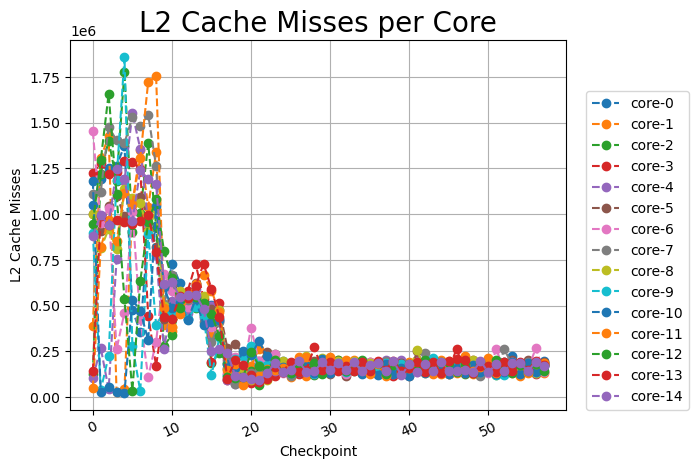 L2 Cache Misses per Core
1e6
1.75
1.50
1.25
1.00
0.75
0.50
0.25
0.00
L2 Cache Misses
0
10
20
30
40
50
Checkpoint
core-0
core-1
core-2
core-3
core-4
core-5
core-6
core-7
core-8
core-9
core-10
core-11
core-12
core-13
core-14